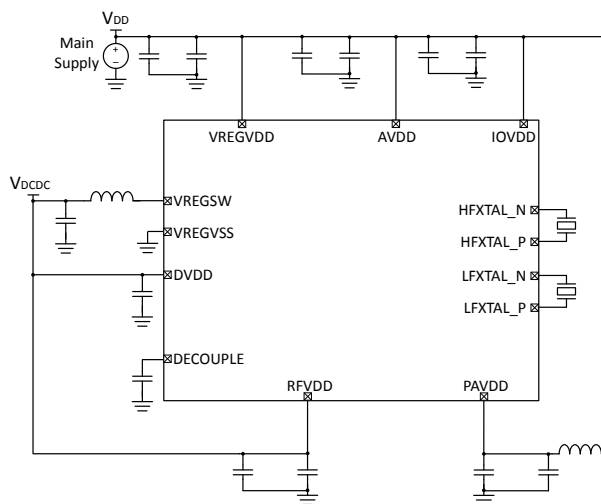 VDD
Main
Supply
+
–
VREGVDD
AVDD
IOVDD
VDCDC
VREGSW
HFXTAL_N
VREGVSS
HFXTAL_P
DVDD
LFXTAL_N
LFXTAL_P
DECOUPLE
RFVDD
PAVDD